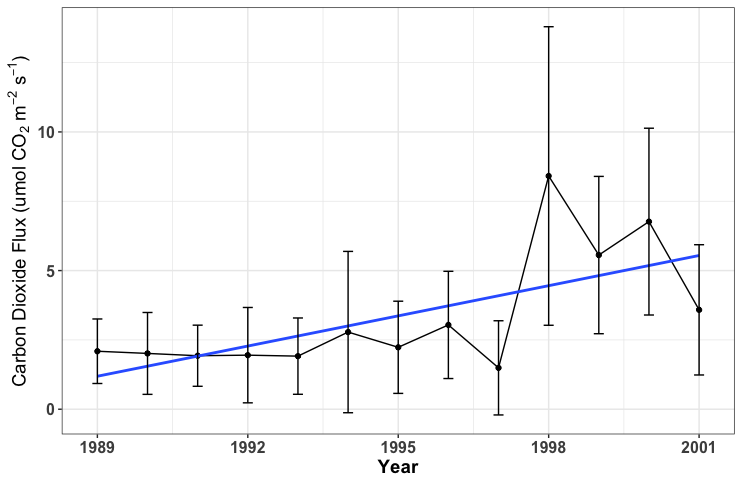 Carbon Dioxide Flux (umol CO₂ m⁻² s⁻¹)
10
5
0
1989 1992 1995 1998 2001
Year